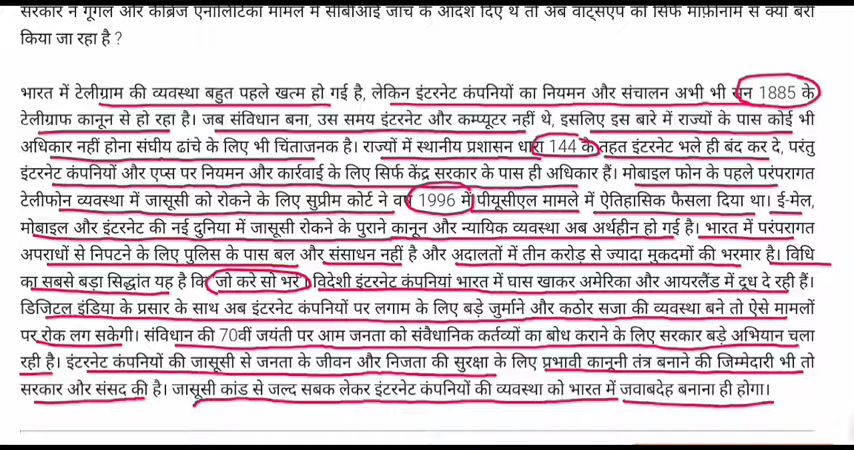 सरकार ने गूगल और कैंब्रिज एनालिटिका मामले में सीबीआई जांच के आदेश दिए थे तो अब वाट्सएप को सिर्फ माफ़ीनामे से क्यों बरी
किया जा रहा है ?
भारत में टेलीग्राम की व्यवस्था बहुत पहले खत्म हो गई है, लेकिन इंटरनेट कंपनियों का नियमन और संचालन अभी भी सन 1885 के
टेलीग्राफ कानून से हो रहा है। जब संविधान बना, उस समय इंटरनेट और कम्प्यूटर नहीं थे, इसलिए इस बारे में राज्यों के पास कोई भी
अधिकार नहीं होना संघीय ढांचे के लिए भी चिंताजनक है। राज्यों में स्थानीय प्रशासन धारा 144 के तहत इंटरनेट भले ही बंद कर दे, परंतु
इंटरनेट कंपनियों और एप्स पर नियमन और कार्रवाई के लिए सिर्फ केंद्र सरकार के पास ही अधिकार हैं। मोबाइल फोन के पहले परंपरागत
टेलीफोन व्यवस्था में जासूसी को रोकने के लिए सुप्रीम कोर्ट ने वर्ष 1996 में पीयूसीएल मामले में ऐतिहासिक फैसला दिया था। ई-मेल,
मोबाइल और इंटरनेट की नई दुनिया में जासूसी रोकने के पुराने कानून और न्यायिक व्यवस्था अब अर्थहीन हो गई है। भारत में परंपरागत
अपराधों से निपटने के लिए पुलिस के पास बल और संसाधन नहीं है और अदालतों में तीन करोड़ से ज्यादा मुकदमों की भरमार है। विधि
का सबसे बड़ा सिद्धांत यह है कि जो करे सो भरे। विदेशी इंटरनेट कंपनियां भारत में घास खाकर अमेरिका और आयरलैंड में दूध दे रही हैं।
डिजिटल इंडिया के प्रसार के साथ अब इंटरनेट कंपनियों पर लगाम के लिए बड़े जुर्माने और कठोर सजा की व्यवस्था बने तो ऐसे मामलों
पर रोक लग सकेगी। संविधान की 70वीं जयंती पर आम जनता को संवैधानिक कर्तव्यों का बोध कराने के लिए सरकार बड़े अभियान चला
रही है। इंटरनेट कंपनियों की जासूसी से जनता के जीवन और निजता की सुरक्षा के लिए प्रभावी कानूनी तंत्र बनाने की जिम्मेदारी भी तो
सरकार और संसद की है। जासूसी कांड से जल्द सबक लेकर इंटरनेट कंपनियों की व्यवस्था को भारत में जवाबदेह बनाना ही होगा।